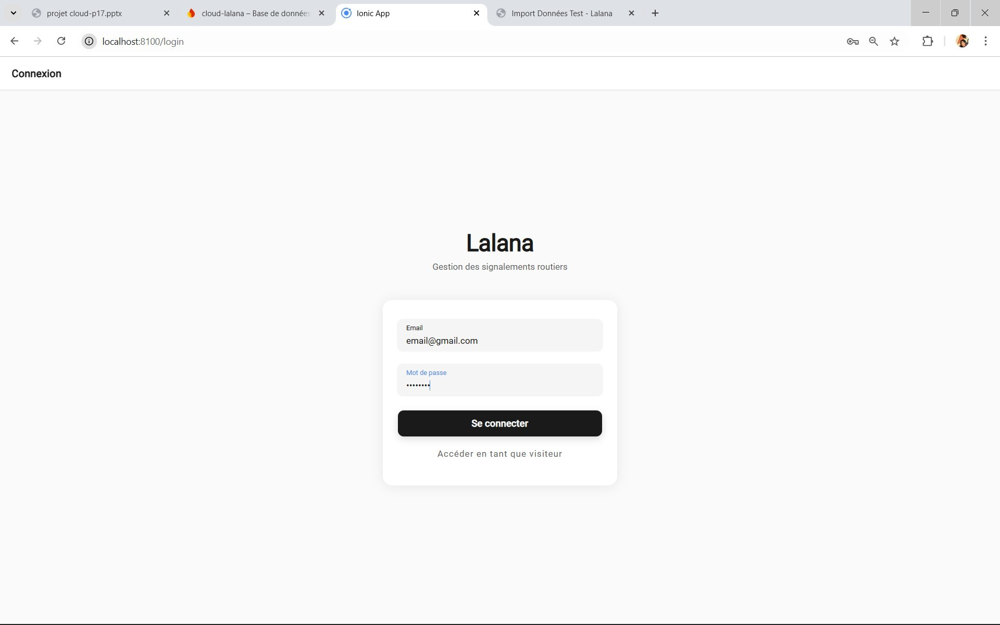 projet cloud-p17.pptx
cloud-lalana – Base de données
Ionic App
Import Données Test - Lalana
localhost:8100/login
Connexion
Lalana
Gestion des signalements routiers
Email
email@gmail.com
Mot de passe
••••••••
Se connecter
Accéder en tant que visiteur